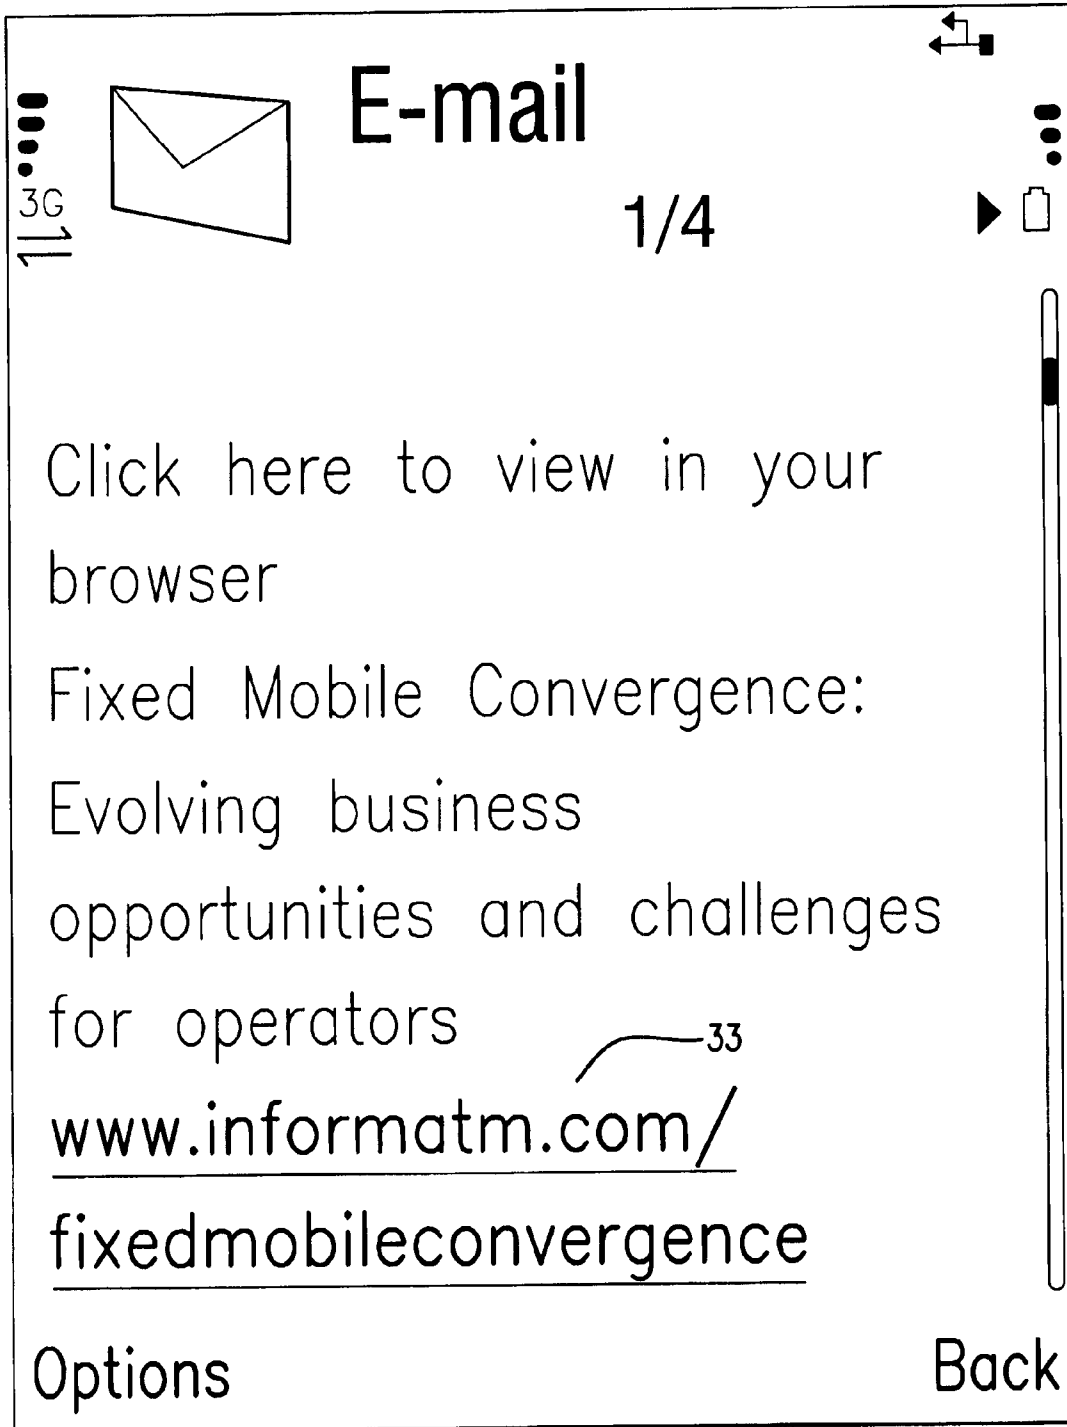 E-mail
3G
1/4
Click here to view in your
browser
Fixed Mobile Convergence:
Evolving business
opportunities and challenges
for operators
33
www.informatm.com/
fixedmobileconvergence
Options
Back